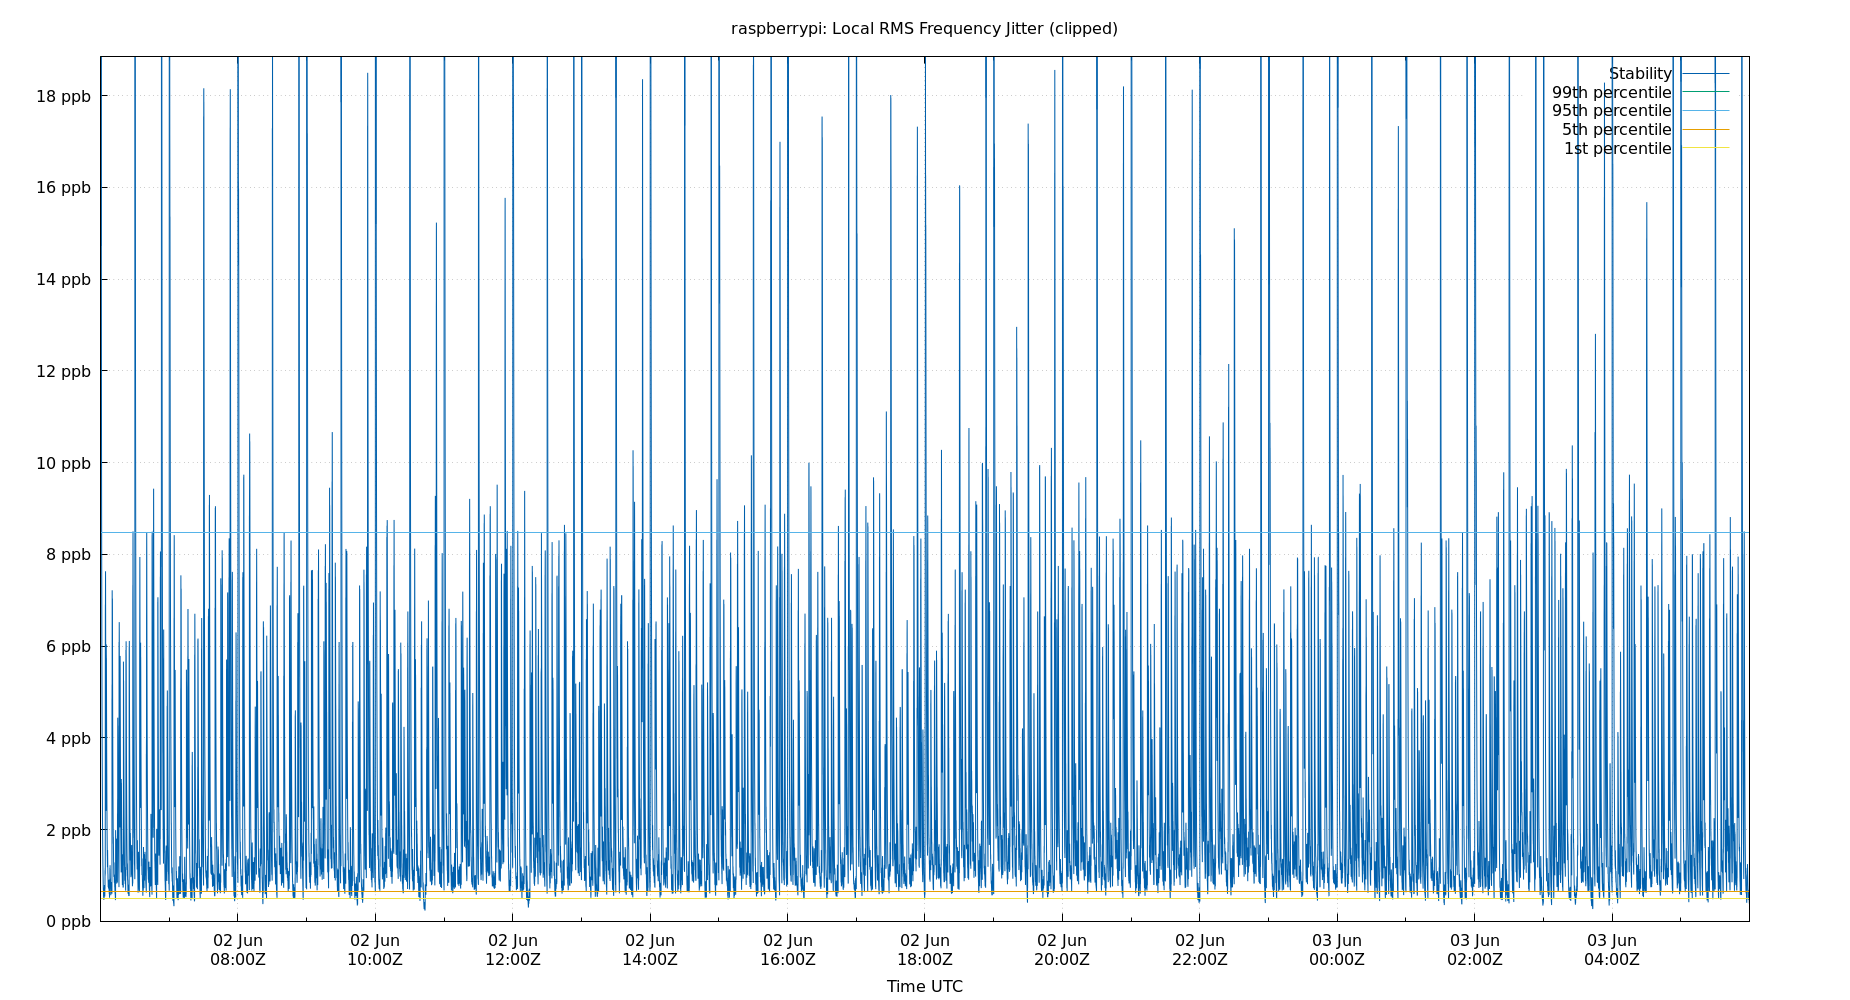 raspberrypi: Local RMS Frequency Jitter (clipped)
Stability
99th percentile
95th percentile
5th percentile
1st percentile
18 ppb
16 ppb
14 ppb
12 ppb
10 ppb
8 ppb
6 ppb
4 ppb
2 ppb
0 ppb
02 Jun 02 Jun 02 Jun 02 Jun 02 Jun 02 Jun 02 Jun 02 Jun 03 Jun 03 Jun 03 Jun
08:00Z 10:00Z 12:00Z 14:00Z 16:00Z 18:00Z 20:00Z 22:00Z 00:00Z 02:00Z 04:00Z
Time UTC